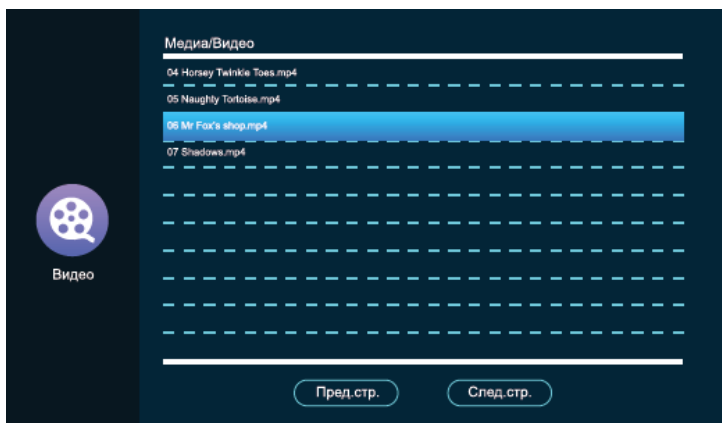 Медиа/Видео
04 Horsey Twinkle Toes.mp4
05 Naughty Tortoise.mp4
06 Mr Fox's shop.mp4
07 Shadows.mp4
Видео
Пред.стр.
След.стр.